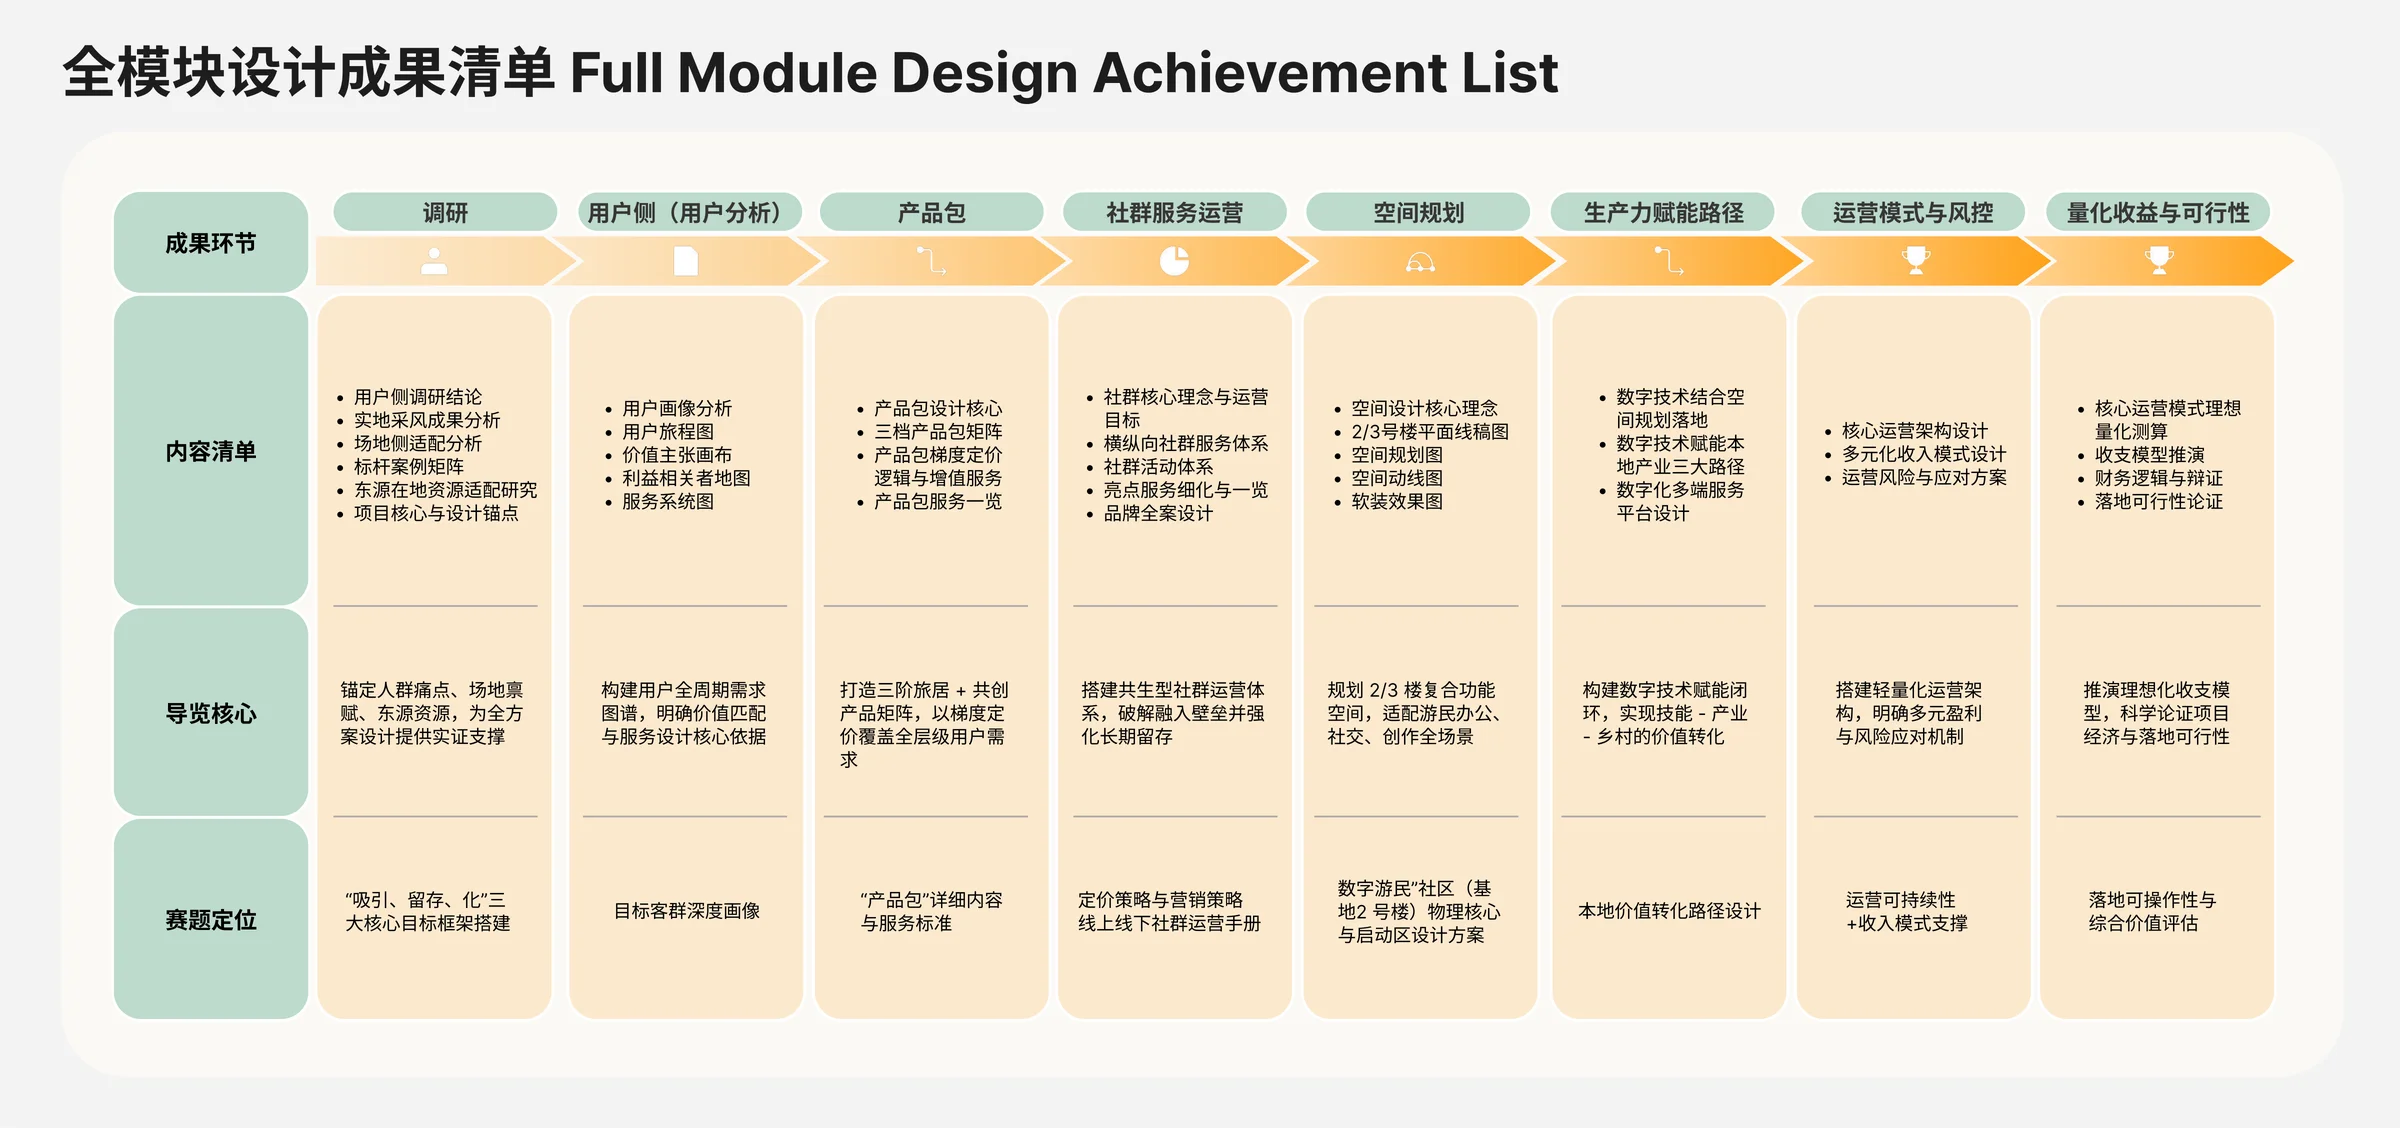 全模块设计成果清单 Full Module Design Achievement List
成果环节
调研
用户侧（用户分析）
产品包
社群服务运营
空间规划
生产力赋能路径
运营模式与风控
量化收益与可行性
内容清单
• 用户侧调研结论
• 实地采风成果分析
• 场地侧适配分析
• 标杆案例矩阵
• 东源在地资源适配研究
• 项目核心与设计锚点
• 用户画像分析
• 用户旅程图
• 价值主张画布
• 利益相关者地图
• 服务系统图
• 产品包设计核心
• 三档产品包矩阵
• 产品包梯度定价
逻辑与增值服务
• 产品包服务一览
• 社群核心理念与运营
目标
• 横纵向社群服务体系
• 社群活动体系
• 亮点服务细化与一览
• 品牌全案设计
• 空间设计核心理念
• 2/3号楼平面线稿图
• 空间规划图
• 空间动线图
• 软装效果图
• 数字技术结合空
间规划落地
• 数字技术赋能本
地产业三大路径
• 数字化多端服务
平台设计
• 核心运营架构设计
• 多元化收入模式设计
• 运营风险与应对方案
• 核心运营模式理想
量化测算
• 收支模型推演
• 财务逻辑与辩证
• 落地可行性论证
导览核心
锚定人群痛点、场地禀
赋、东源资源，为全方
案设计提供实证支撑
构建用户全周期需求
图谱，明确价值匹配
与服务设计核心依据
打造三阶旅居 + 共创
产品矩阵，以梯度定
价覆盖全层级用户需
求
搭建共生型社群运营体
系，破解融入壁垒并强
化长期留存
规划 2/3 楼复合功能
空间，适配游民办公、
社交、创作全场景
构建数字技术赋能闭
环，实现技能 - 产业
- 乡村的价值转化
搭建轻量化运营架
构，明确多元盈利
与风险应对机制
推演理想化收支模
型，科学论证项目
经济与落地可行性
赛题定位
“吸引、留存、化”三
大核心目标框架搭建
目标客群深度画像
“产品包”详细内容
与服务标准
定价策略与营销策略
线上线下社群运营手册
数字游民”社区（基
地2 号楼）物理核心
与启动区设计方案
本地价值转化路径设计
运营可持续性
+收入模式支撑
落地可操作性与
综合价值评估